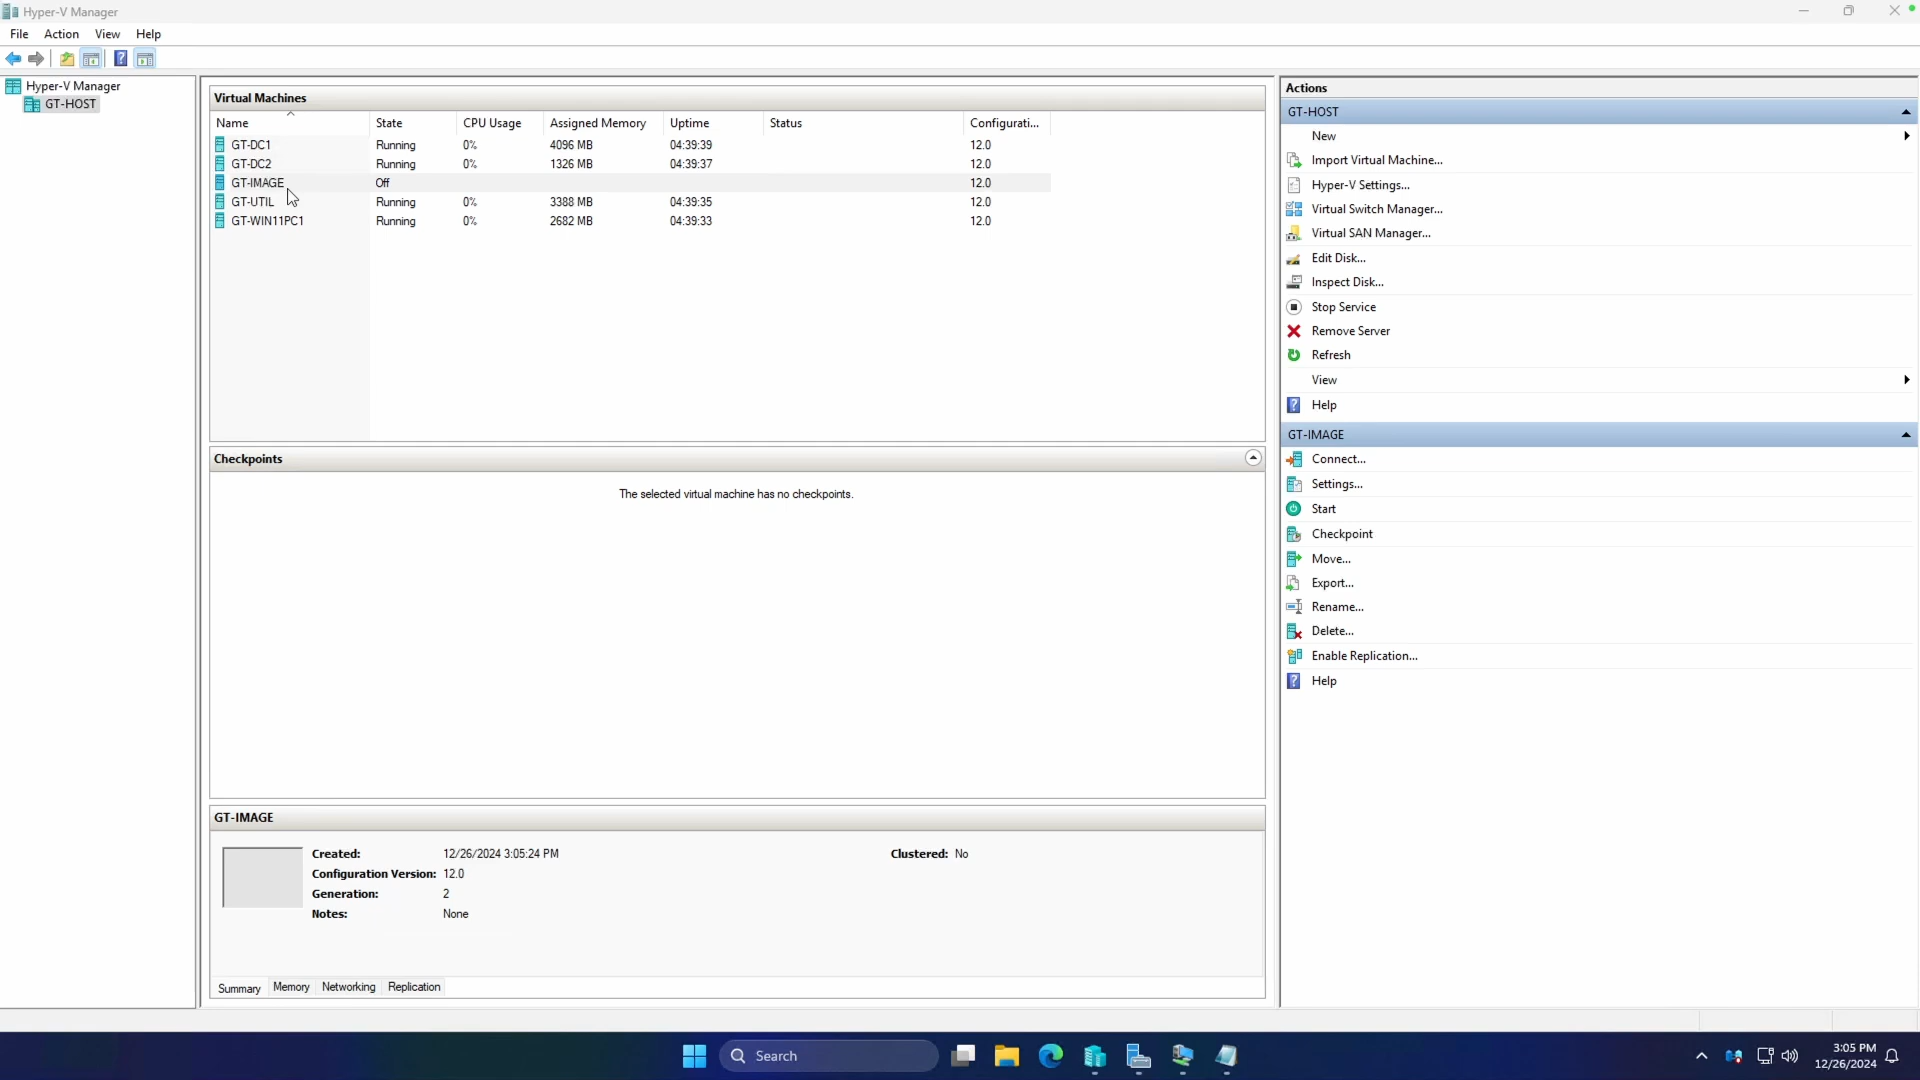 Hyper-V Manager
File Action View Help
Hyper-V Manager
GT-HOST
Virtual Machines
Name State CPU Usage Assigned Memory Uptime Status Configurati...
GT-DC1 Running 0% 4096 MB 04:39:39 12.0
GT-DC2 Running 0% 1326 MB 04:39:37 12.0
GT-IMAGE Off 12.0
GT-UTIL Running 0% 3388 MB 04:39:35 12.0
GT-WIN11PC1 Running 0% 2682 MB 04:39:33 12.0
Checkpoints
The selected virtual machine has no checkpoints.
GT-IMAGE
Created: 12/26/2024 3:05:24 PM Clustered: No
Configuration Version: 12.0
Generation: 2
Notes: None
Summary Memory Networking Replication
Actions
GT-HOST
New
Import Virtual Machine...
Hyper-V Settings...
Virtual Switch Manager...
Virtual SAN Manager...
Edit Disk...
Inspect Disk...
Stop Service
Remove Server
Refresh
View
Help
GT-IMAGE
Connect...
Settings...
Start
Checkpoint
Move...
Export...
Rename...
Delete...
Enable Replication...
Help
Search
3:05 PM
12/26/2024